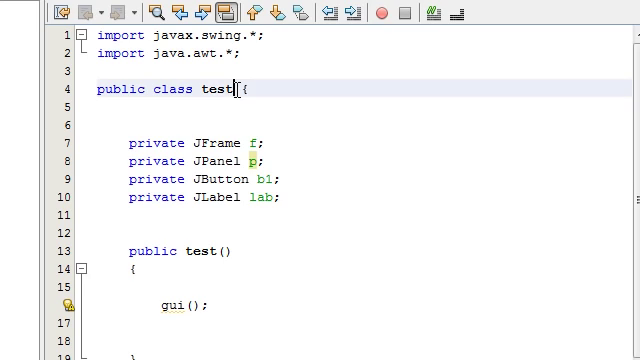 1 import javax.swing.*;
2 import java.awt.*;
3
4 public class test {
5
6
7 private JFrame f;
8 private JPanel p;
9 private JButton b1;
10 private JLabel lab;
11
12
13 public test()
14 {
15
gui();
17
18
19 }